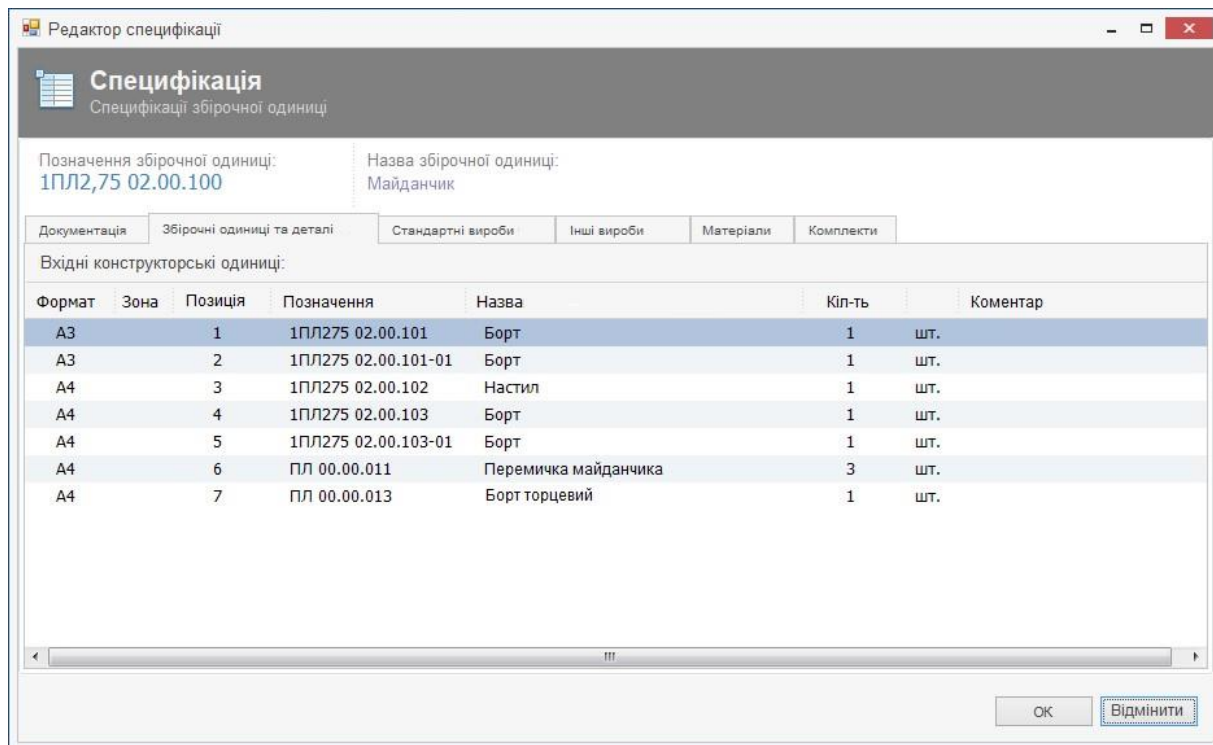 Редактор специфікації
Специфікація
Специфікації збірочної одиниці
Позначення збірочної одиниці: Назва збірочної одиниці:
1ПЛ2,75 02.00.100 Майданчик
Документація Збірочні одиниці та деталі Стандартні вироби Інші вироби Матеріали Комплекти
Вхідні конструкторські одиниці:
Формат Зона Позиція Позначення Назва Кіл-ть Коментар
А3 1 1ПЛ275 02.00.101 Борт 1 шт.
А3 2 1ПЛ275 02.00.101-01 Борт 1 шт.
А4 3 1ПЛ275 02.00.102 Настил 1 шт.
А4 4 1ПЛ275 02.00.103 Борт 1 шт.
А4 5 1ПЛ275 02.00.103-01 Борт 1 шт.
А4 6 ПЛ 00.00.011 Перемичка майданчика 3 шт.
А4 7 ПЛ 00.00.013 Борт торцевий 1 шт.
ОК Відмінити